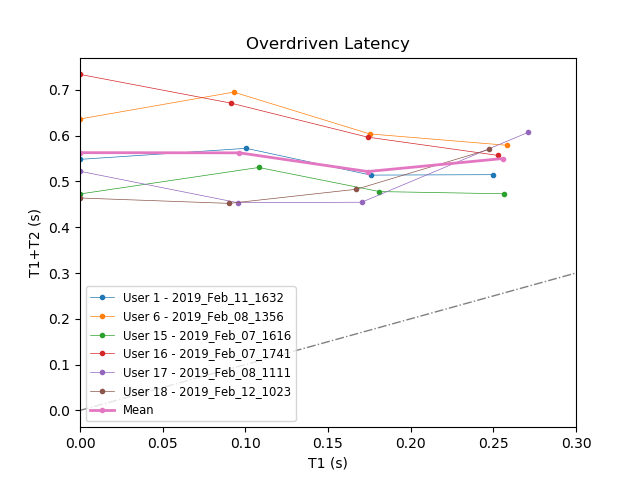 Overdriven Latency
T1+T2 (s)
0.7
0.6
0.5
0.4
0.3
0.2
0.1
0.0
User 1 - 2019_Feb_11_1632
User 6 - 2019_Feb_08_1356
User 15 - 2019_Feb_07_1616
User 16 - 2019_Feb_07_1741
User 17 - 2019_Feb_08_1111
User 18 - 2019_Feb_12_1023
Mean
0.00 0.05 0.10 0.15 0.20 0.25 0.30
T1 (s)